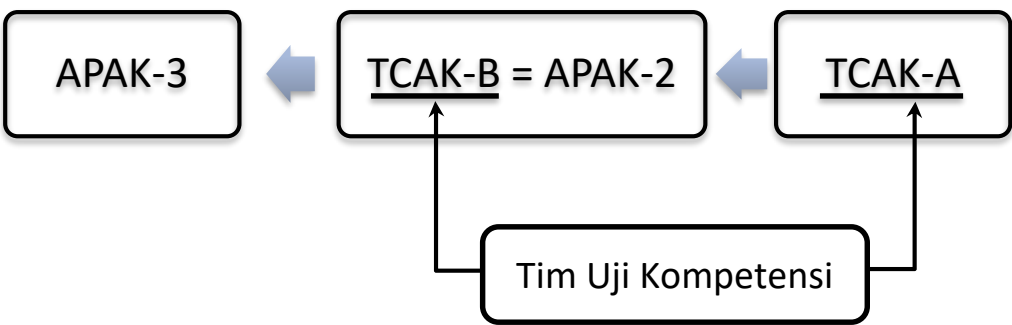 APAK-3
TCAK-B = APAK-2
TCAK-A
Tim Uji Kompetensi